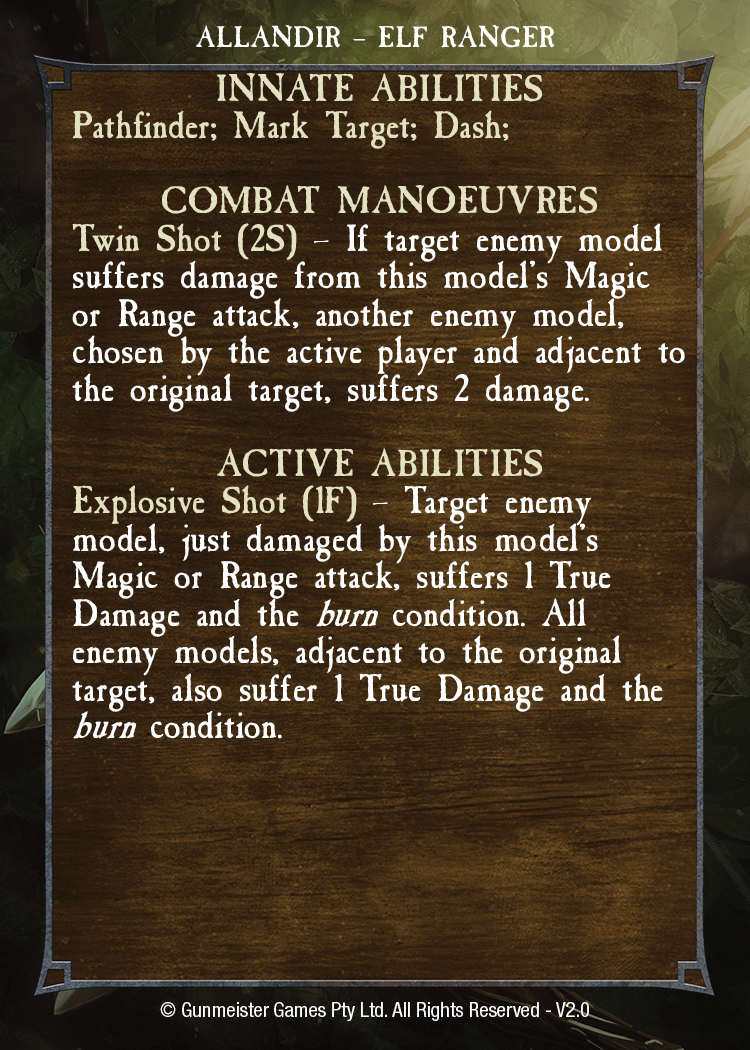 ALLANDIR – ELF RANGER
INNATE ABILITIES
Pathfinder; Mark Target; Dash;
COMBAT MANOEUVRES
Twin Shot (2S) – If target enemy model
suffers damage from this model's Magic
or Range attack, another enemy model,
chosen by the active player and adjacent to
the original target, suffers 2 damage.
ACTIVE ABILITIES
Explosive Shot (1F) – Target enemy
model, just damaged by this model's
Magic or Range attack, suffers 1 True
Damage and the burn condition. All
enemy models, adjacent to the original
target, also suffer 1 True Damage and the
burn condition.
© Gunmeister Games Pty Ltd. All Rights Reserved - V2.0